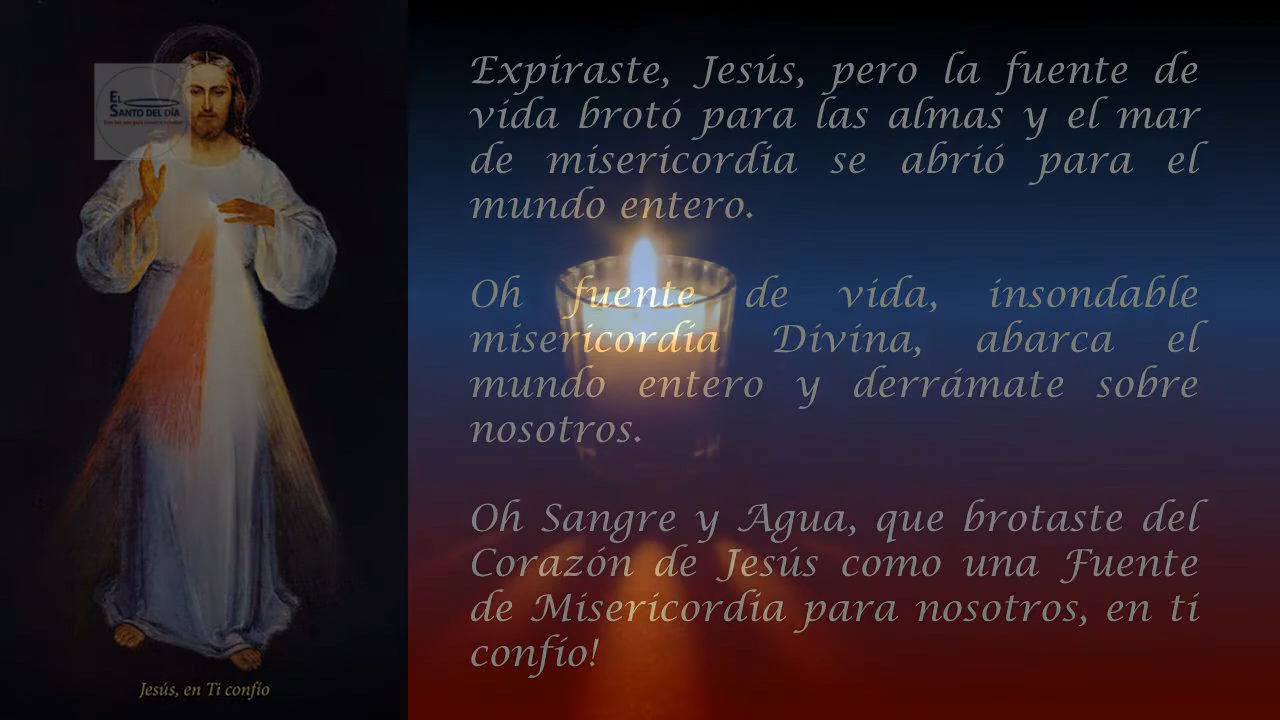 EL
SANTO DEL DÍA
Expiraste, Jesús, pero la fuente de
vida brotó para las almas y el mar
de misericordia se abrió para el
mundo entero.
Oh fuente de vida, insondable
misericordia Divina, abarca el
mundo entero y derrámate sobre
nosotros.
Oh Sangre y Agua, que brotaste del
Corazón de Jesús como una Fuente
de Misericordia para nosotros, en ti
confío!
Jesús, en Ti confío